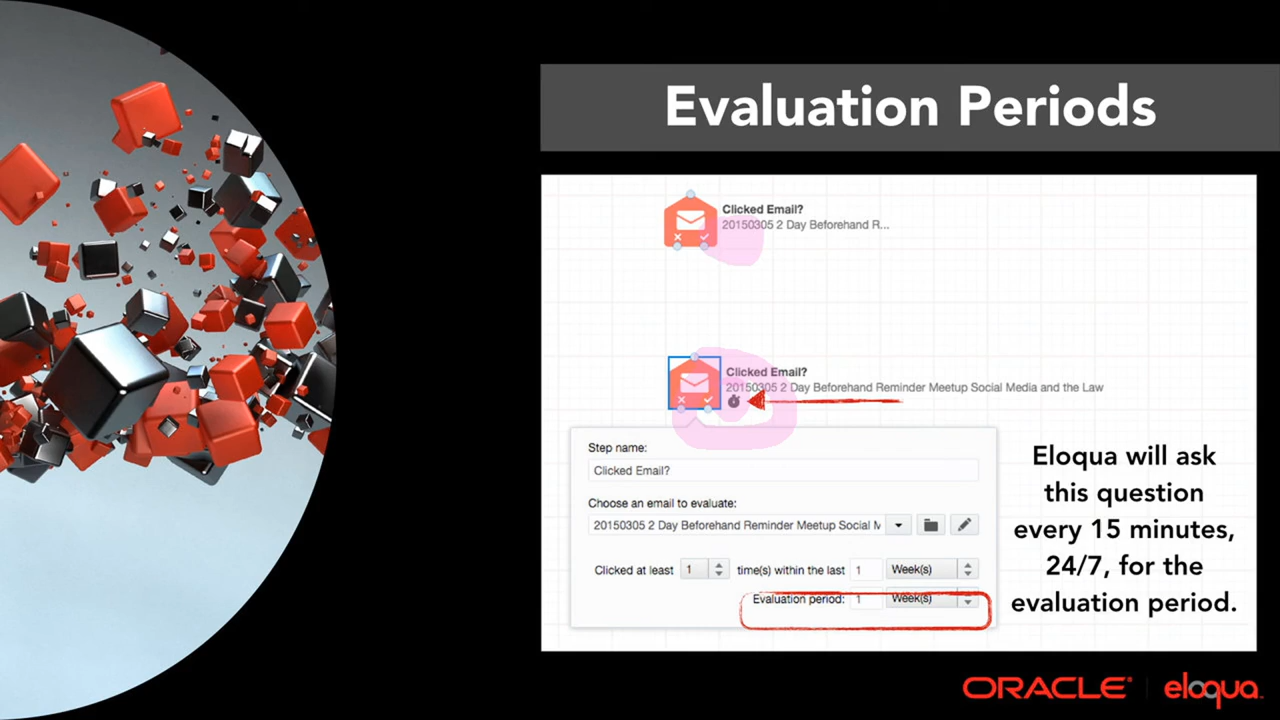 Evaluation Periods
Clicked Email?
20150305 2 Day Beforehand R...
Clicked Email?
20150305 2 Day Beforehand Reminder Meetup Social Media and the Law
Step name:
Clicked Email?
Choose an email to evaluate:
20150305 2 Day Beforehand Reminder Meetup Social M
Clicked at least 1 time(s) within the last 1 Week(s)
Evaluation period: 1 Week(s)
Eloqua will ask
this question
every 15 minutes,
24/7, for the
evaluation period.
ORACLE eloqua